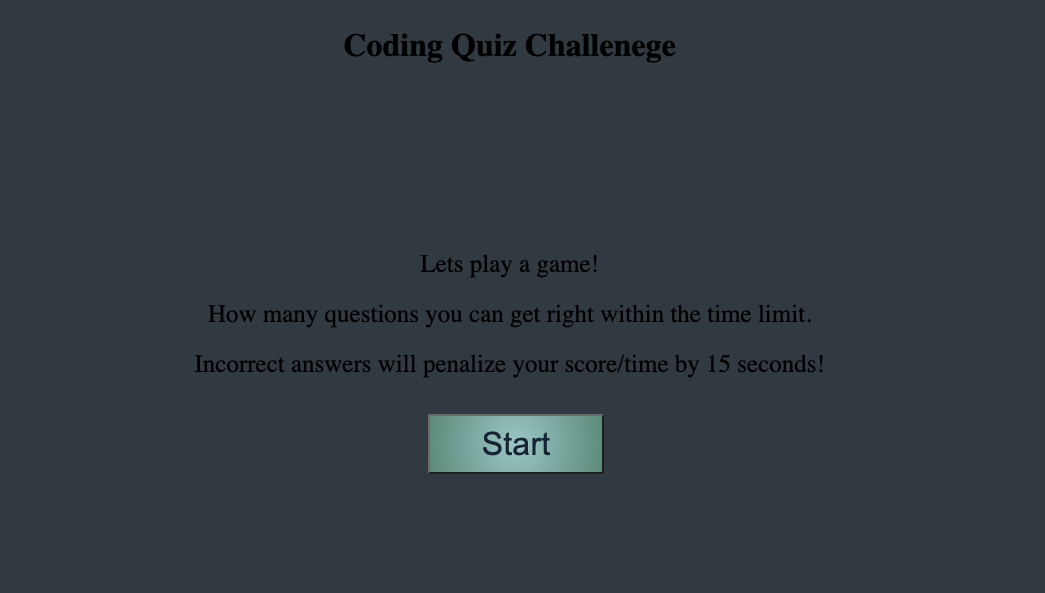 Coding Quiz Challenege
Lets play a game!
How many questions you can get right within the time limit.
Incorrect answers will penalize your score/time by 15 seconds!
Start